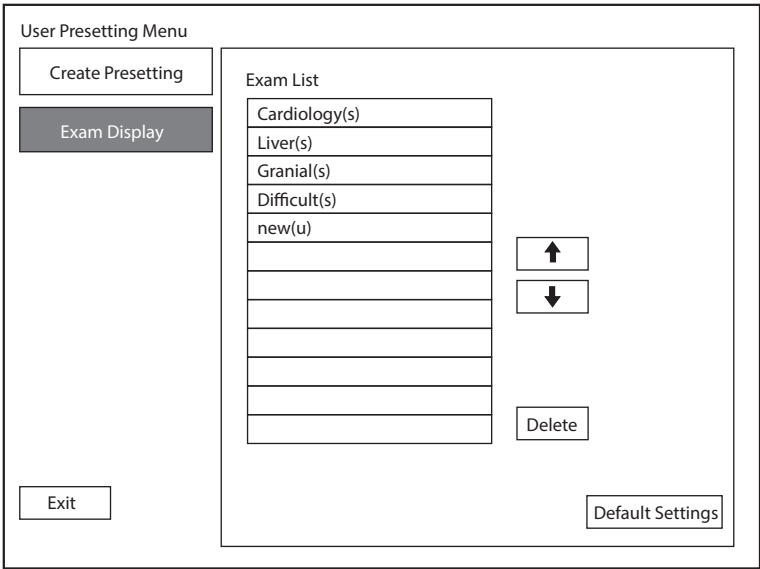 User Presetting Menu
Create Presetting
Exam Display
Exam List
Cardiology(s)
Liver(s)
Granial(s)
Difficult(s)
new(u)
Delete
Exit
Default Settings